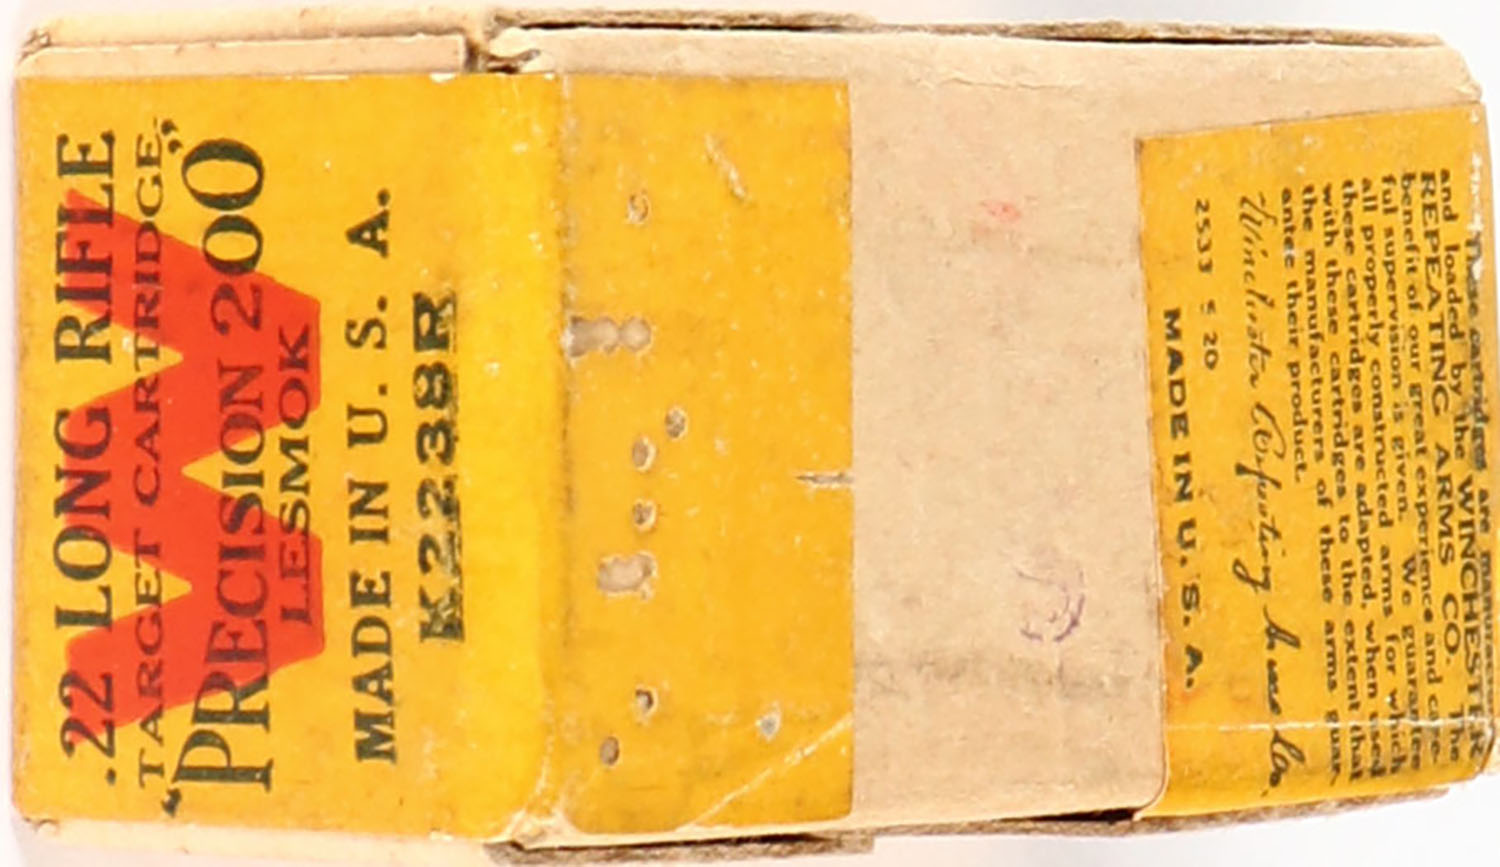 .22 LONG RIFLE
TARGET CARTRIDGE
"PRECISION 200"
LESMOK
MADE IN U. S. A.
K2238R
These cartridges are
and loaded by the WINCHESTER
REPEATING ARMS CO. The
benefit of our great experience and care-
ful supervision is given. We guarantee
all properly constructed arms for which
these cartridges are adapted, when used
with these cartridges to the extent that
the manufacturers of these arms guar-
antee their product.
Winchester Repeating Arms Co.
2533 S 20
MADE IN U. S. A.